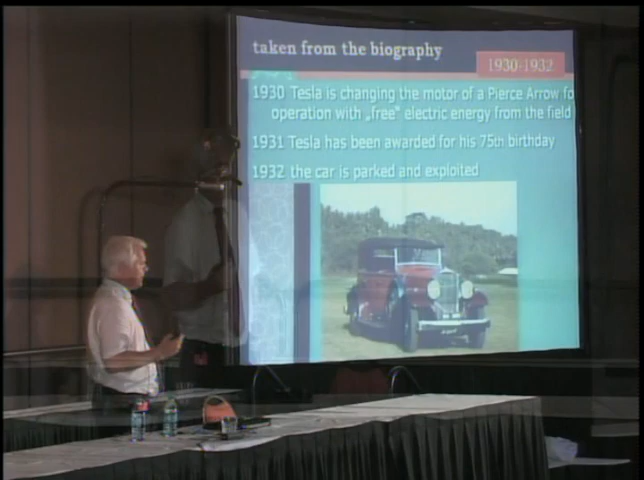 taken from the biography
1930-1932
1930 Tesla is changing the motor of a Pierce Arrow fo
operation with „free" electric energy from the field
1931 Tesla has been awarded for his 75th birthday
1932 the car is parked and exploited